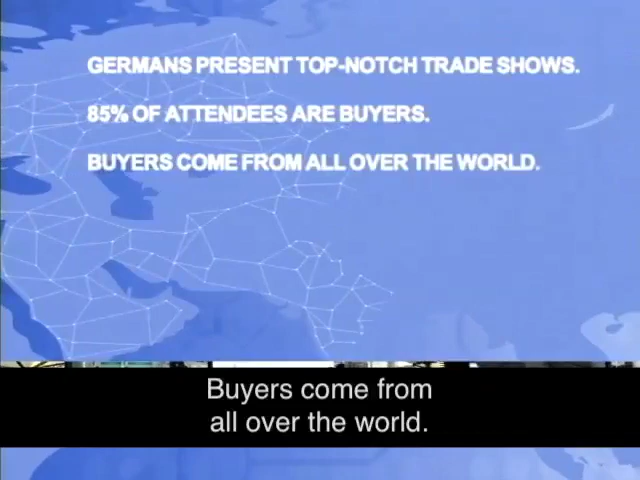 GERMANS PRESENT TOP-NOTCH TRADE SHOWS.
85% OF ATTENDEES ARE BUYERS.
BUYERS COME FROM ALL OVER THE WORLD.
Buyers come from
all over the world.